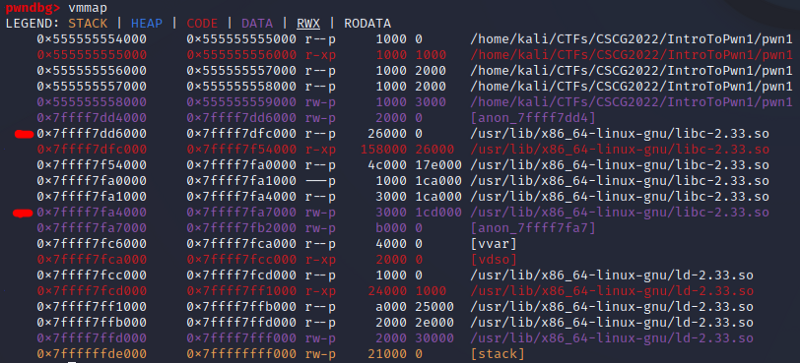 pwndbg> vmmap
LEGEND: STACK | HEAP | CODE | DATA | RWX | RODATA
0×555555554000 0×555555555000 r--p 1000 0 /home/kali/CTFs/CSCG2022/IntroToPwn1/pwn1
0×555555555000 0×555555556000 r-xp 1000 1000 /home/kali/CTFs/CSCG2022/IntroToPwn1/pwn1
0×555555556000 0×555555557000 r--p 1000 2000 /home/kali/CTFs/CSCG2022/IntroToPwn1/pwn1
0×555555557000 0×555555558000 r--p 1000 2000 /home/kali/CTFs/CSCG2022/IntroToPwn1/pwn1
0×555555558000 0×555555559000 rw-p 1000 3000 /home/kali/CTFs/CSCG2022/IntroToPwn1/pwn1
0×7ffff7dd4000 0×7ffff7dd6000 rw-p 2000 0 [anon_7ffff7dd4]
0×7ffff7dd6000 0×7ffff7dfc000 r--p 26000 0 /usr/lib/x86_64-linux-gnu/libc-2.33.so
0×7ffff7dfc000 0×7ffff7f54000 r-xp 158000 26000 /usr/lib/x86_64-linux-gnu/libc-2.33.so
0×7ffff7f54000 0×7ffff7fa0000 r--p 4c000 17e000 /usr/lib/x86_64-linux-gnu/libc-2.33.so
0×7ffff7fa0000 0×7ffff7fa1000 ---p 1000 1ca000 /usr/lib/x86_64-linux-gnu/libc-2.33.so
0×7ffff7fa1000 0×7ffff7fa4000 r--p 3000 1ca000 /usr/lib/x86_64-linux-gnu/libc-2.33.so
0×7ffff7fa4000 0×7ffff7fa7000 rw-p 3000 1cd000 /usr/lib/x86_64-linux-gnu/libc-2.33.so
0×7ffff7fa7000 0×7ffff7fb2000 rw-p b000 0 [anon_7ffff7fa7]
0×7ffff7fc6000 0×7ffff7fca000 r--p 4000 0 [vvar]
0×7ffff7fca000 0×7ffff7fcc000 r-xp 2000 0 [vdso]
0×7ffff7fcc000 0×7ffff7fcd000 r--p 1000 0 /usr/lib/x86_64-linux-gnu/ld-2.33.so
0×7ffff7fcd000 0×7ffff7ff1000 r-xp 24000 1000 /usr/lib/x86_64-linux-gnu/ld-2.33.so
0×7ffff7ff1000 0×7ffff7ffb000 r--p a000 25000 /usr/lib/x86_64-linux-gnu/ld-2.33.so
0×7ffff7ffb000 0×7ffff7ffd000 r--p 2000 2e000 /usr/lib/x86_64-linux-gnu/ld-2.33.so
0×7ffff7ffd000 0×7ffff7fff000 rw-p 2000 30000 /usr/lib/x86_64-linux-gnu/ld-2.33.so
0×7ffffffde000 0×7ffffffff000 rw-p 21000 0 [stack]